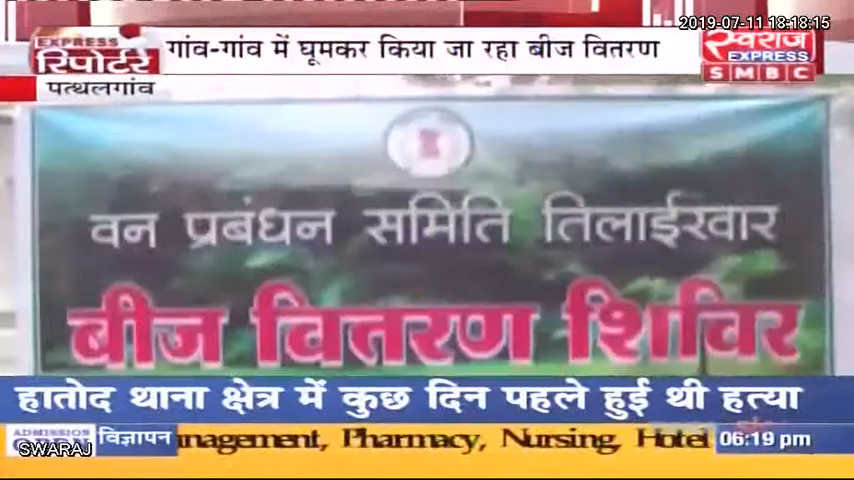 2019-07-11 18:18:15
EXPRESS
रिपोर्टर
गांव-गांव में घूमकर किया जा रहा बीज वितरण
स्वराज
EXPRESS
SMBC
पत्थलगांव
वन प्रबंधन समिति तिलाईखार
बीज वितरण शिविर
हातोद थाना क्षेत्र में कुछ दिन पहले हुई थी हत्या
ADMISSION
SWARAJ
विज्ञापन
nagement, Pharmacy, Nursing, Hotel
06:19 pm